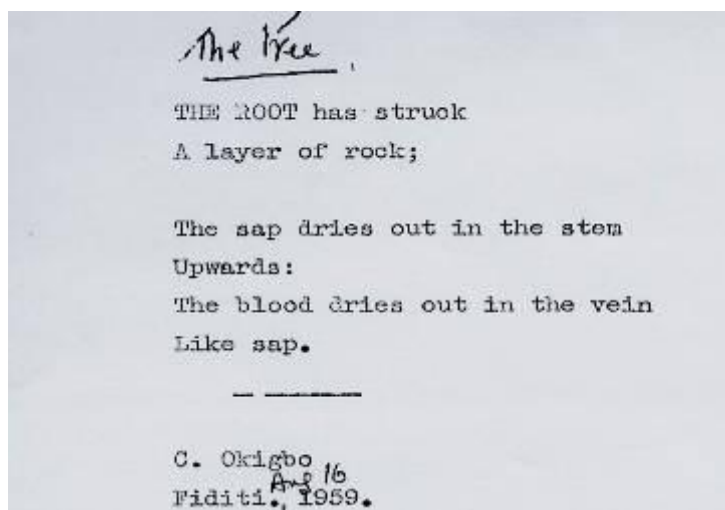 The Tree
THE ROOT has struck
A layer of rock;
The sap dries out in the stem
Upwards:
The blood dries out in the vein
Like sap.
C. Okigbo
Aug 16
Fiditi., 1959.